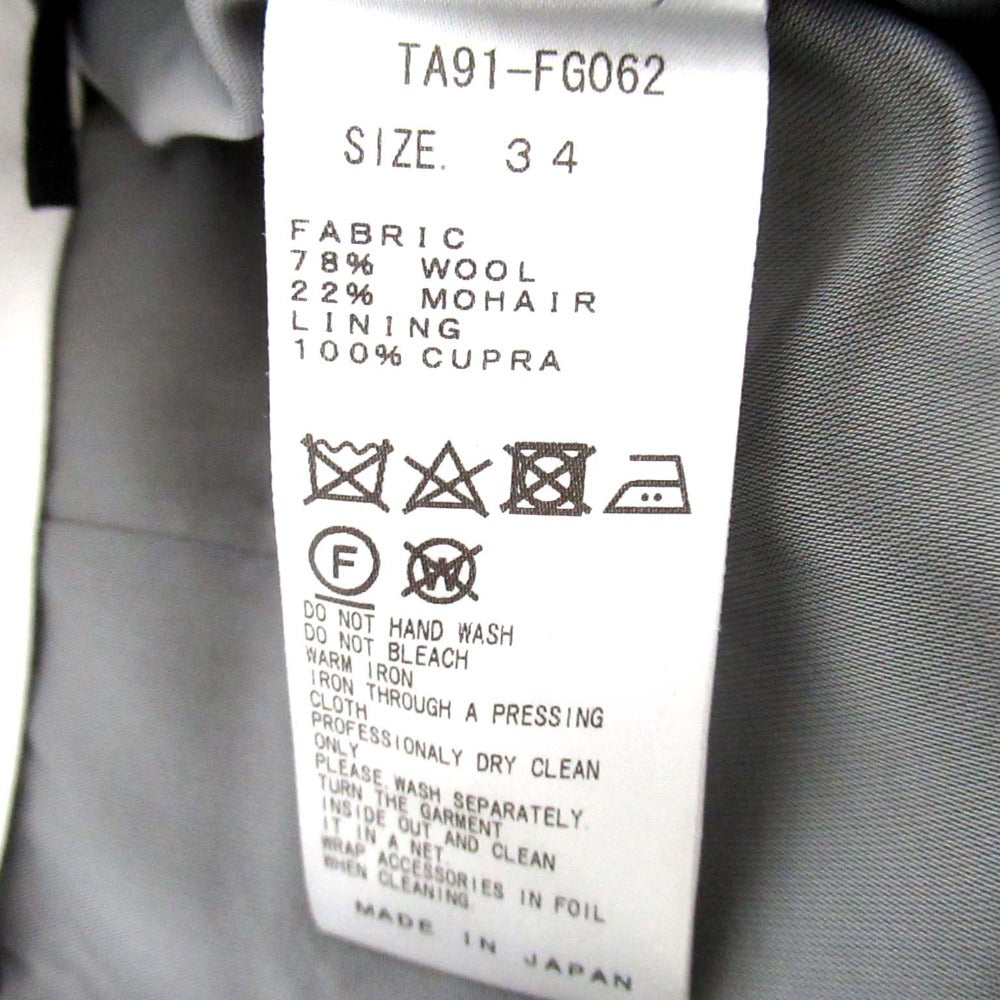 TA91-FG062
SIZE. 34
FABRIC
78% WOOL
22% MOHAIR
LINING
100% CUPRA
F W
DO NOT HAND WASH
DO NOT BLEACH
WARM IRON
IRON THROUGH A PRESSING
CLOTH
PROFESSIONALY DRY CLEAN
ONLY
PLEASE WASH SEPARATELY.
TURN THE GARMENT
INSIDE OUT AND CLEAN
IT IN A NET.
WRAP ACCESSORIES IN FOIL
WHEN CLEANING.
MADE IN JAPAN